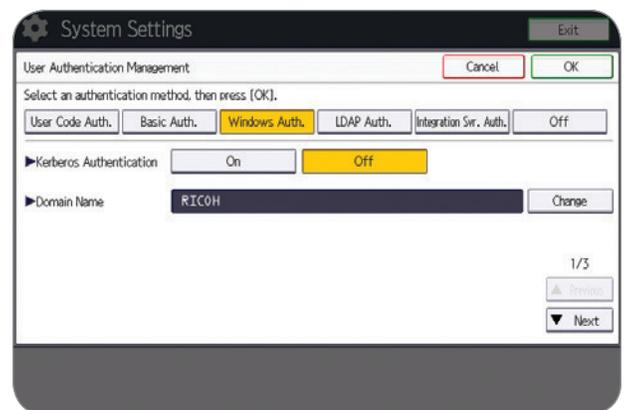 System Settings Exit
User Authentication Management Cancel OK
Select an authentication method, then press [OK].
User Code Auth. Basic Auth. Windows Auth. LDAP Auth. Integration Svr. Auth. Off
►Kerberos Authentication On Off
►Domain Name RICOH Change
1/3
▲ Previous
▼ Next